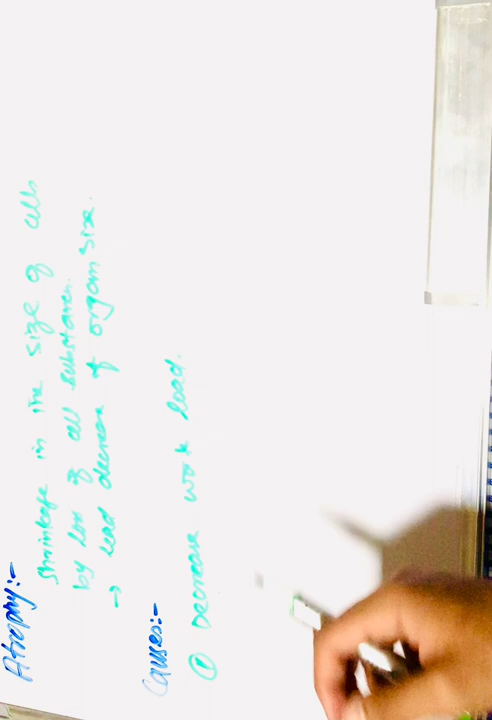 Atrophy:-
Shrinkage in the size of cells
by loss of cell substances.
→ lead decrease of organ size.
Causes:-
① Decrease work load.